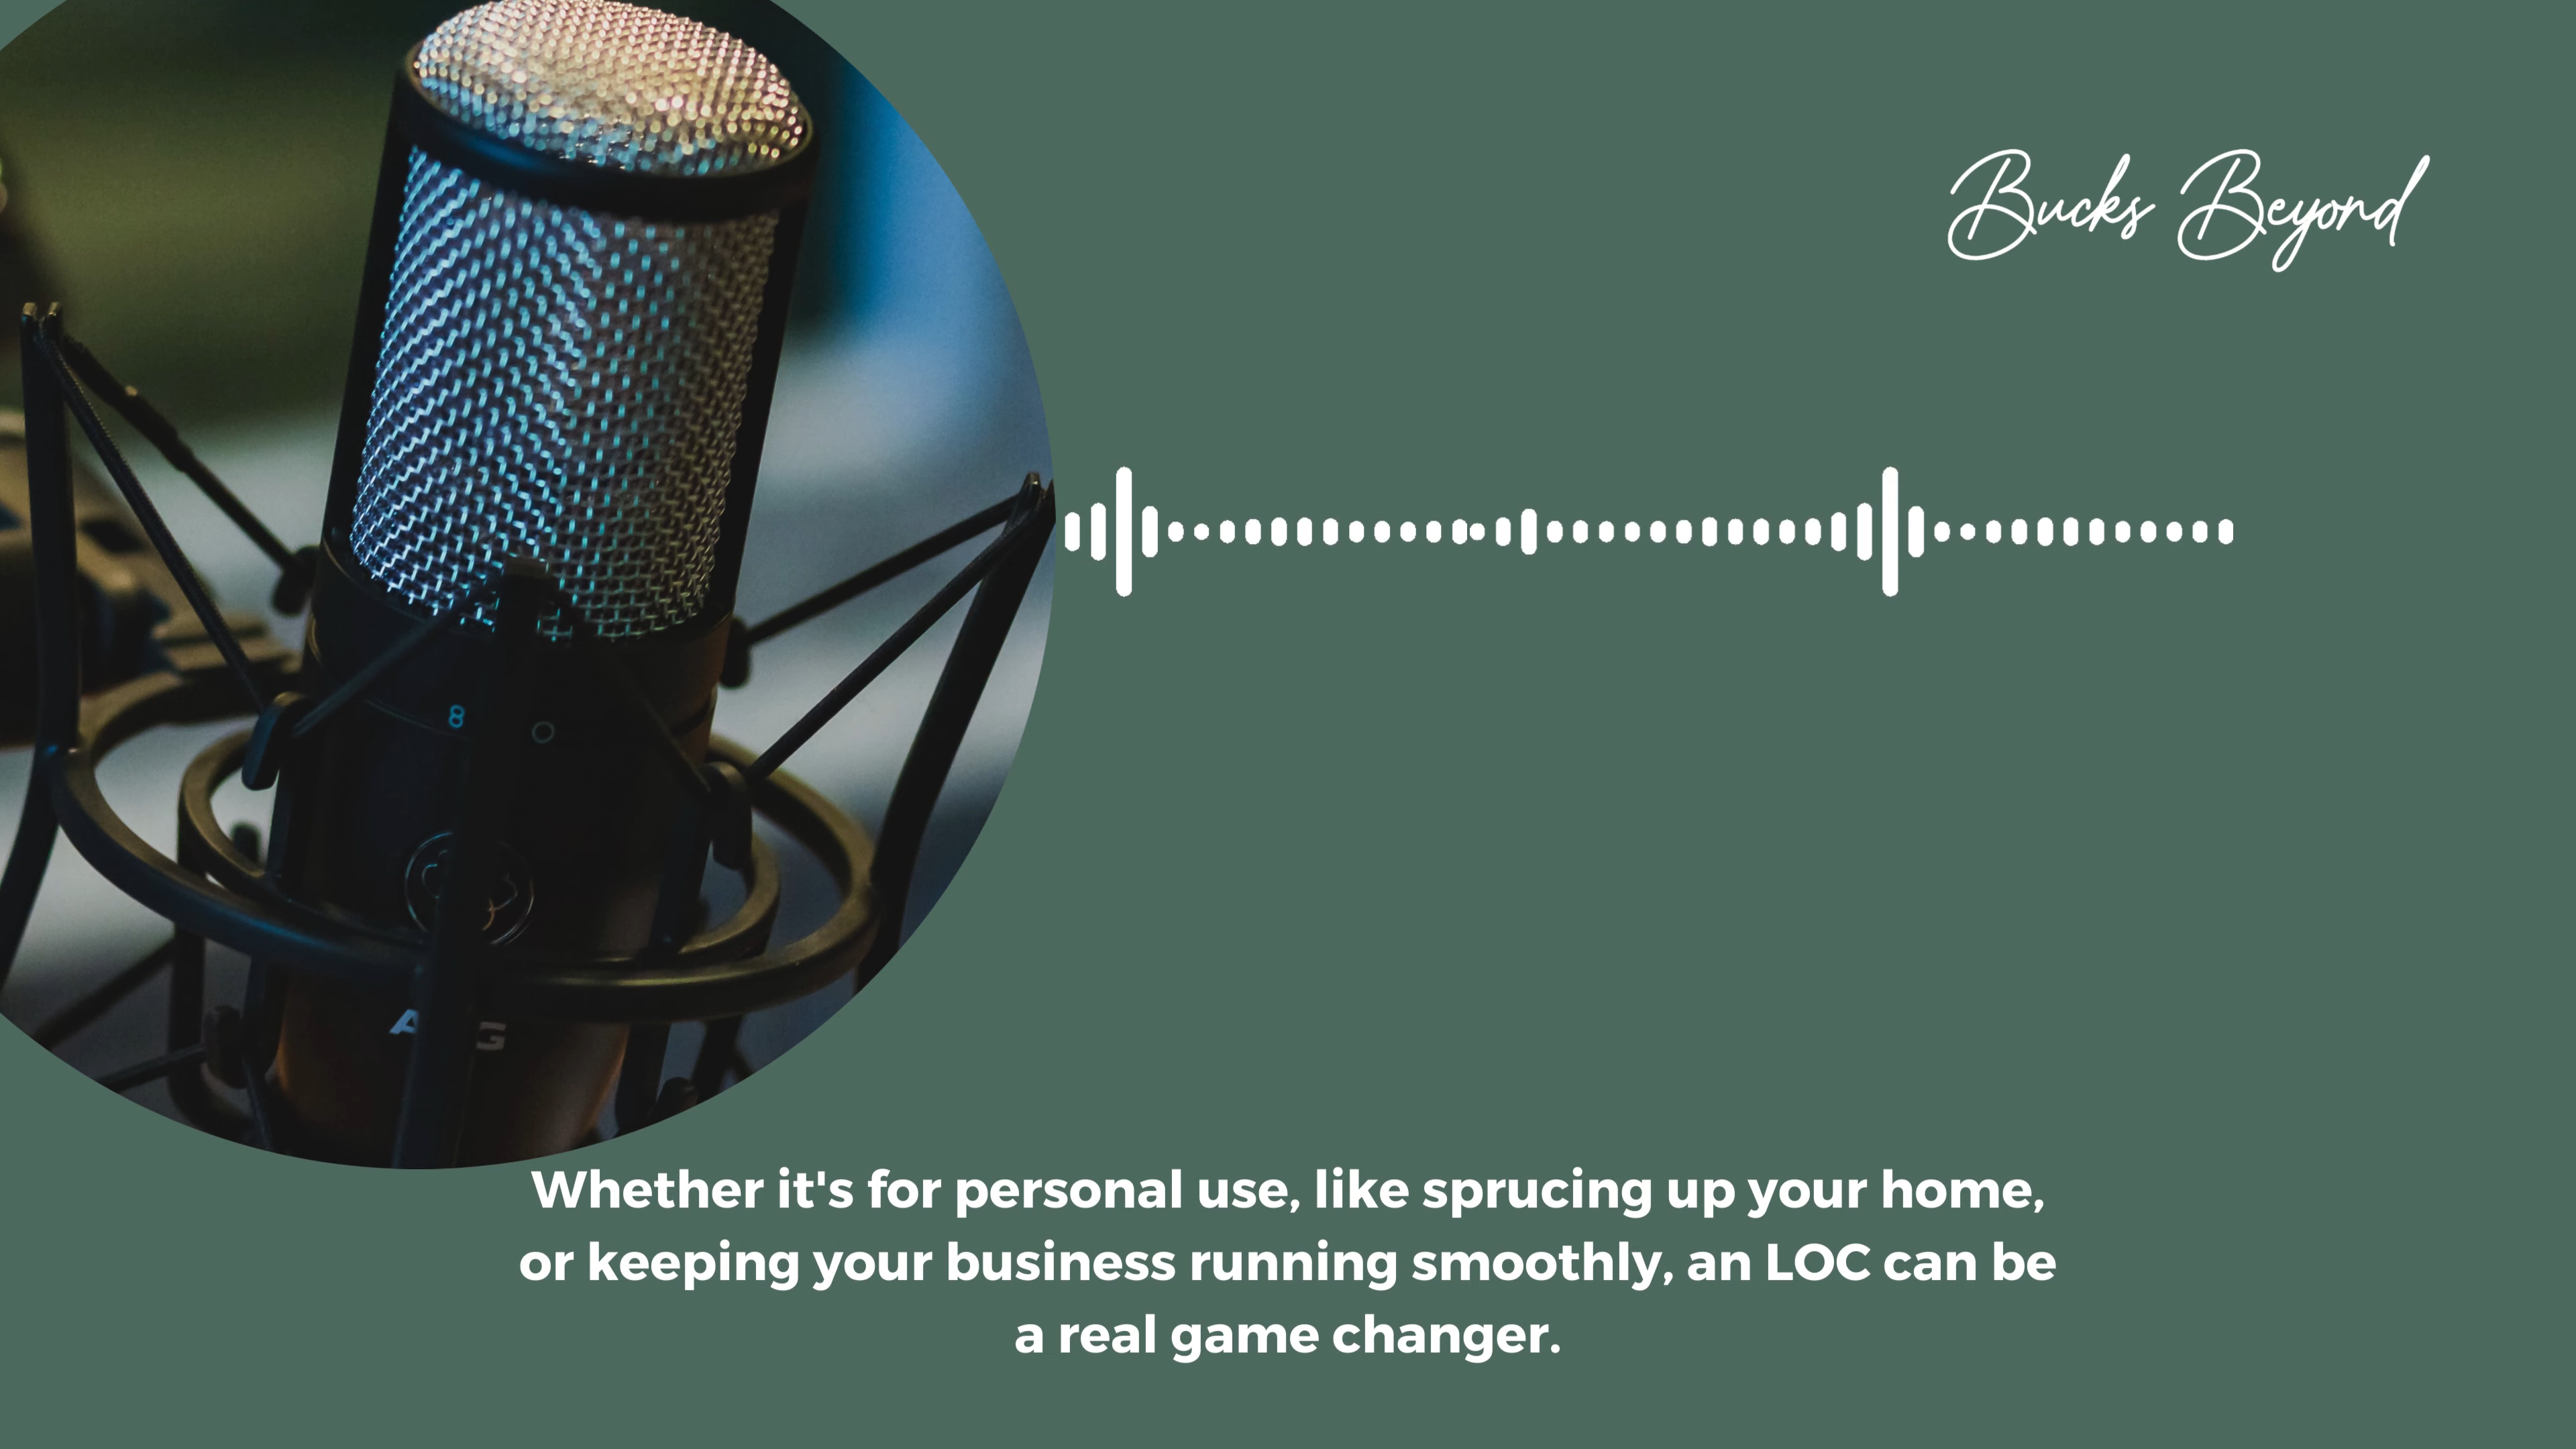 Bucks Beyond
8
Whether it's for personal use, like sprucing up your home,
or keeping your business running smoothly, an LOC can be
a real game changer.